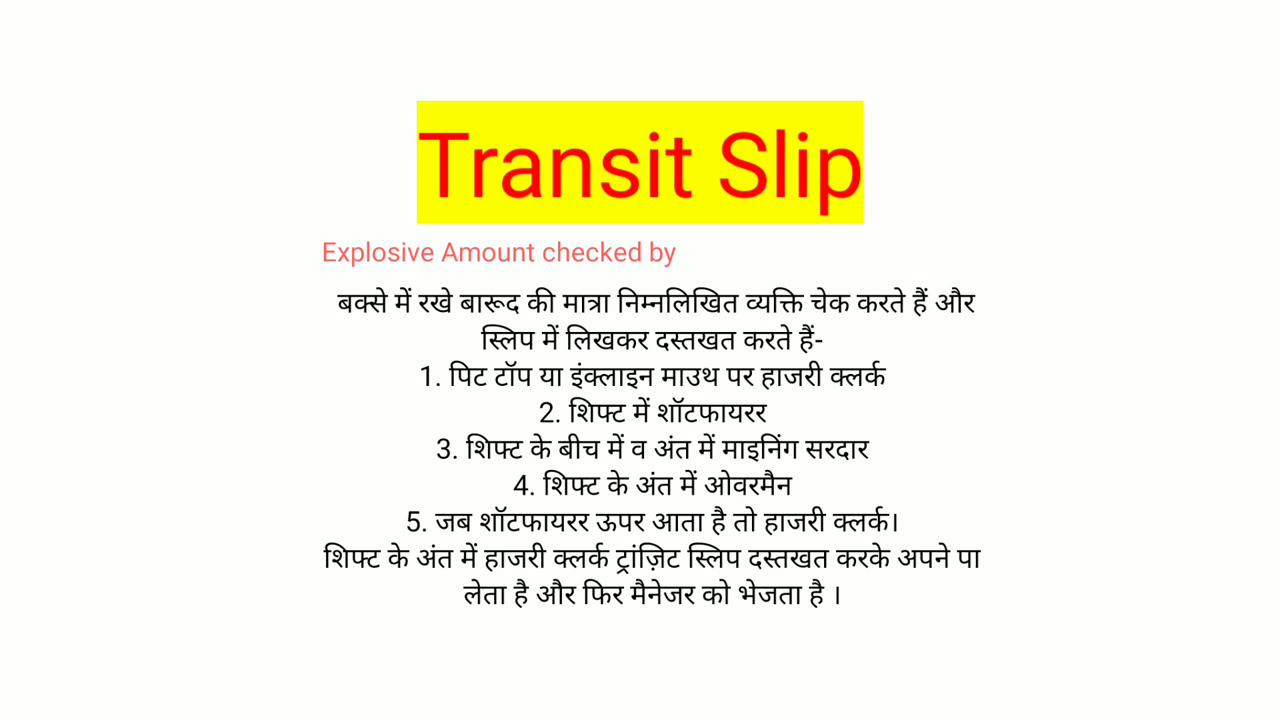 Transit Slip
Explosive Amount checked by
बक्से में रखे बारूद की मात्रा निम्नलिखित व्यक्ति चेक करते हैं और
स्लिप में लिखकर दस्तखत करते हैं-
1. पिट टॉप या इंक्लाइन माउथ पर हाजरी क्लर्क
2. शिफ्ट में शॉटफायरर
3. शिफ्ट के बीच में व अंत में माइनिंग सरदार
4. शिफ्ट के अंत में ओवरमैन
5. जब शॉटफायरर ऊपर आता है तो हाजरी क्लर्क।
शिफ्ट के अंत में हाजरी क्लर्क ट्रांज़िट स्लिप दस्तखत करके अपने पा
लेता है और फिर मैनेजर को भेजता है ।